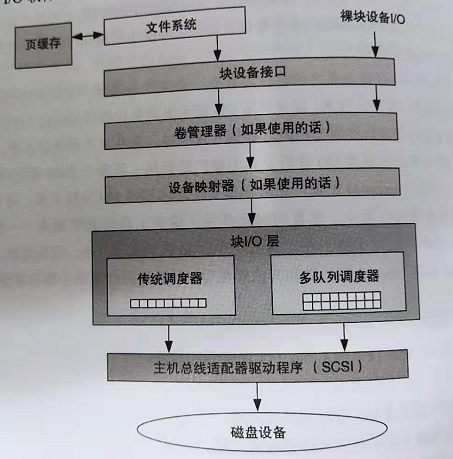 文件系统
裸块设备I/O
页缓存
块设备接口
卷管理器（如果使用的话）
设备映射器（如果使用的话）
块I/O 层
传统调度器
多队列调度器
主机总线适配器驱动程序（SCSI）
磁盘设备